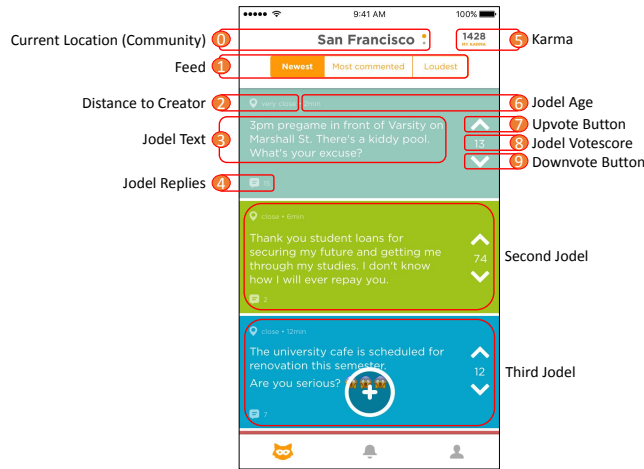 9:41 AM 100%
Current Location (Community) 0 San Francisco 1428 5 Karma
MY KARMA
Feed 1 Newest Most commented Loudest
Distance to Creator 2 very close • 2min 6 Jodel Age
3pm pregame in front of Varsity on 7 Upvote Button
Jodel Text 3 Marshall St. There's a kiddy pool. 13 8 Jodel Votescore
What's your excuse? 9 Downvote Button
Jodel Replies 4
close • 6min
Thank you student loans for
securing my future and getting me 74 Second Jodel
through my studies. I don't know
how I will ever repay you.
2
close • 12min
The university cafe is scheduled for
renovation this semester. 12 Third Jodel
Are you serious?
7